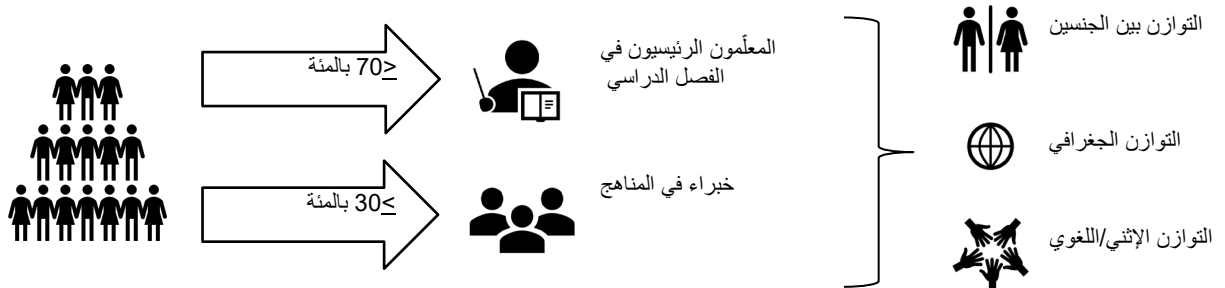 ≥70 بالمئة
المعلّمون الرئيسيون في
الفصل الدراسي
≤30 بالمئة
خبراء في المناهج
التوازن بين الجنسين
التوازن الجغرافي
التوازن الإثني/اللغوي